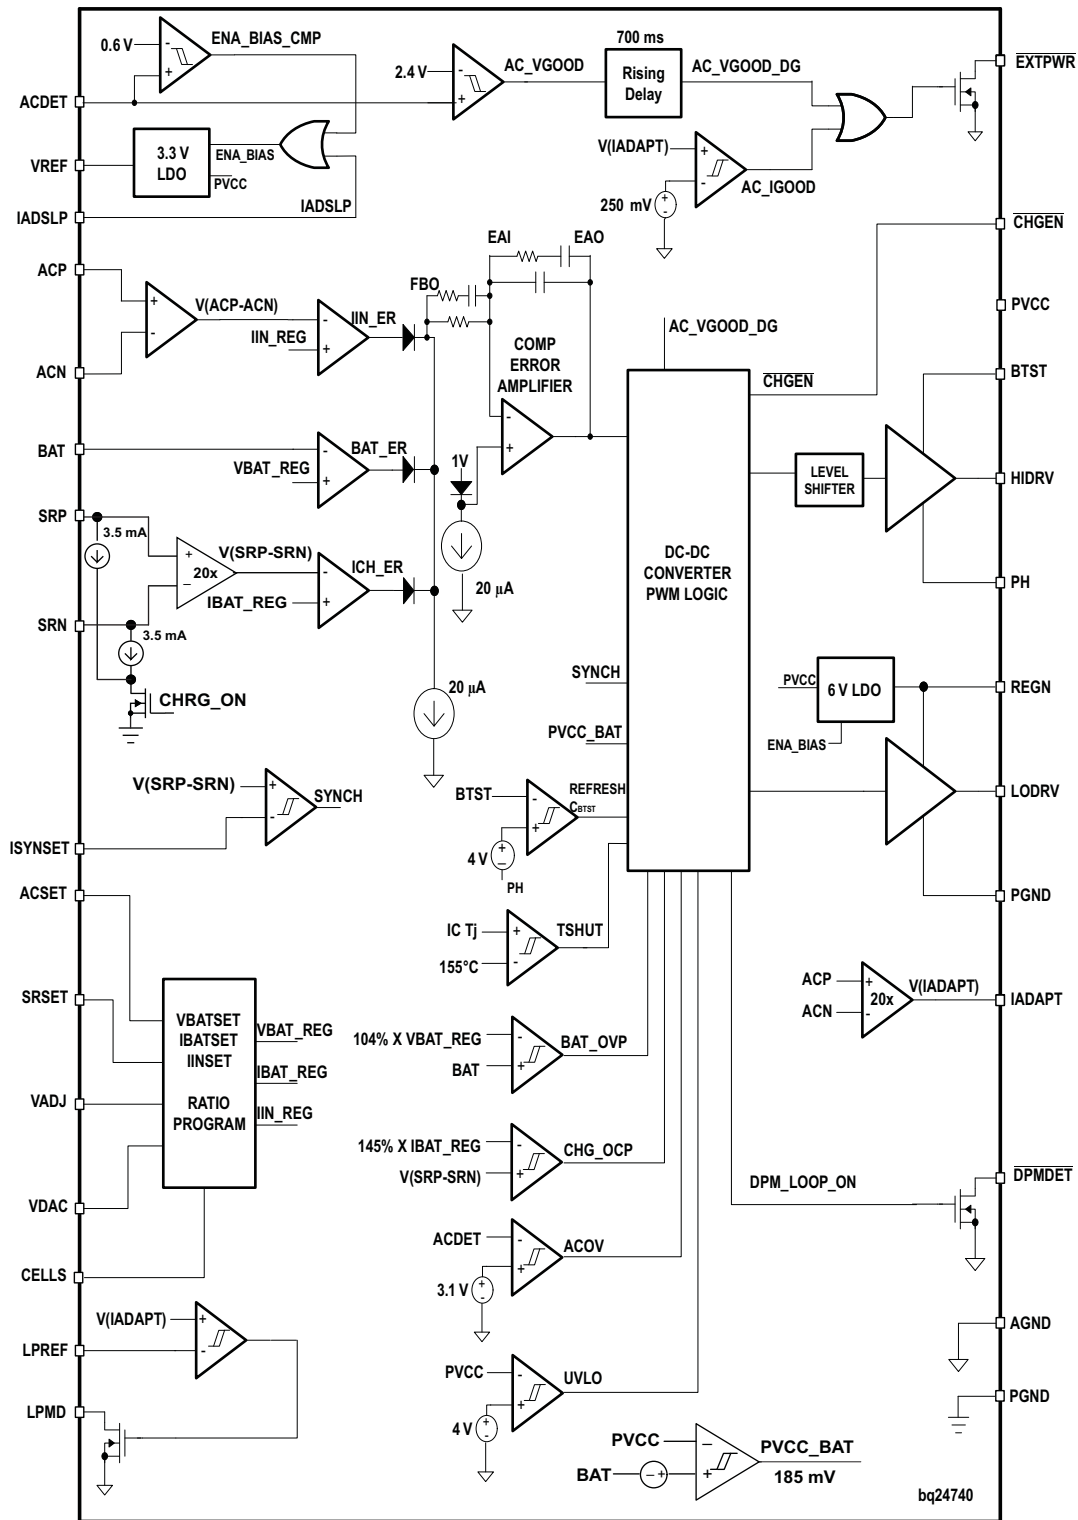 ENA_BIAS_CMP
0.6 V
-
+
ACDET
2.4 V
-
+
AC_VGOOD
700 ms
Rising
Delay
AC_VGOOD_DG
EXTPWR
VREF
3.3 V
LDO
PVCC
ENA_BIAS
IADSLP
IADSLP
V(IADAPT)
+
-
AC_IGOOD
250 mV
+
-
CHGEN
ACP
+
-
V(ACP-ACN)
ACN
-
+
IIN_REG
IIN_ER
FBO
EAI
EAO
COMP
ERROR
AMPLIFIER
-
+
1V
20 µA
AC_VGOOD_DG
CHGEN
PVCC
BTST
BAT
-
+
VBAT_REG
BAT_ER
LEVEL
SHIFTER
HIDRV
PH
SRP
3.5 mA
+
-
20x
V(SRP-SRN)
-
+
IBAT_REG
ICH_ER
SRN
3.5 mA
CHRG_ON
20 µA
DC-DC
CONVERTER
PWM LOGIC
SYNCH
PVCC_BAT
PVCC
6 V LDO
ENA_BIAS
REGN
LODRV
PGND
V(SRP-SRN)
+
-
SYNCH
ISYNSET
BTST
-
+
REFRESH
CBTST
4 V
+
-
PH
IC Tj
+
155°C
-
TSHUT
ACSET
SRSET
VADJ
VDAC
CELLS
VBATSET
IBATSET
IINSET
RATIO
PROGRAM
VBAT_REG
IBAT_REG
IIN_REG
104% X VBAT_REG
-
BAT
+
BAT_OVP
ACP
+
ACN
-
20x
V(IADAPT)
IADAPT
145% X IBAT_REG
-
V(SRP-SRN)
+
CHG_OCP
DPM_LOOP_ON
DPMDET
ACDET
-
+
ACOV
3.1 V
+
-
V(IADAPT)
+
-
LPREF
LPMD
PVCC
-
+
UVLO
4 V
+
-
AGND
PGND
PVCC
-
BAT
- +
+
PVCC_BAT
185 mV
bq24740